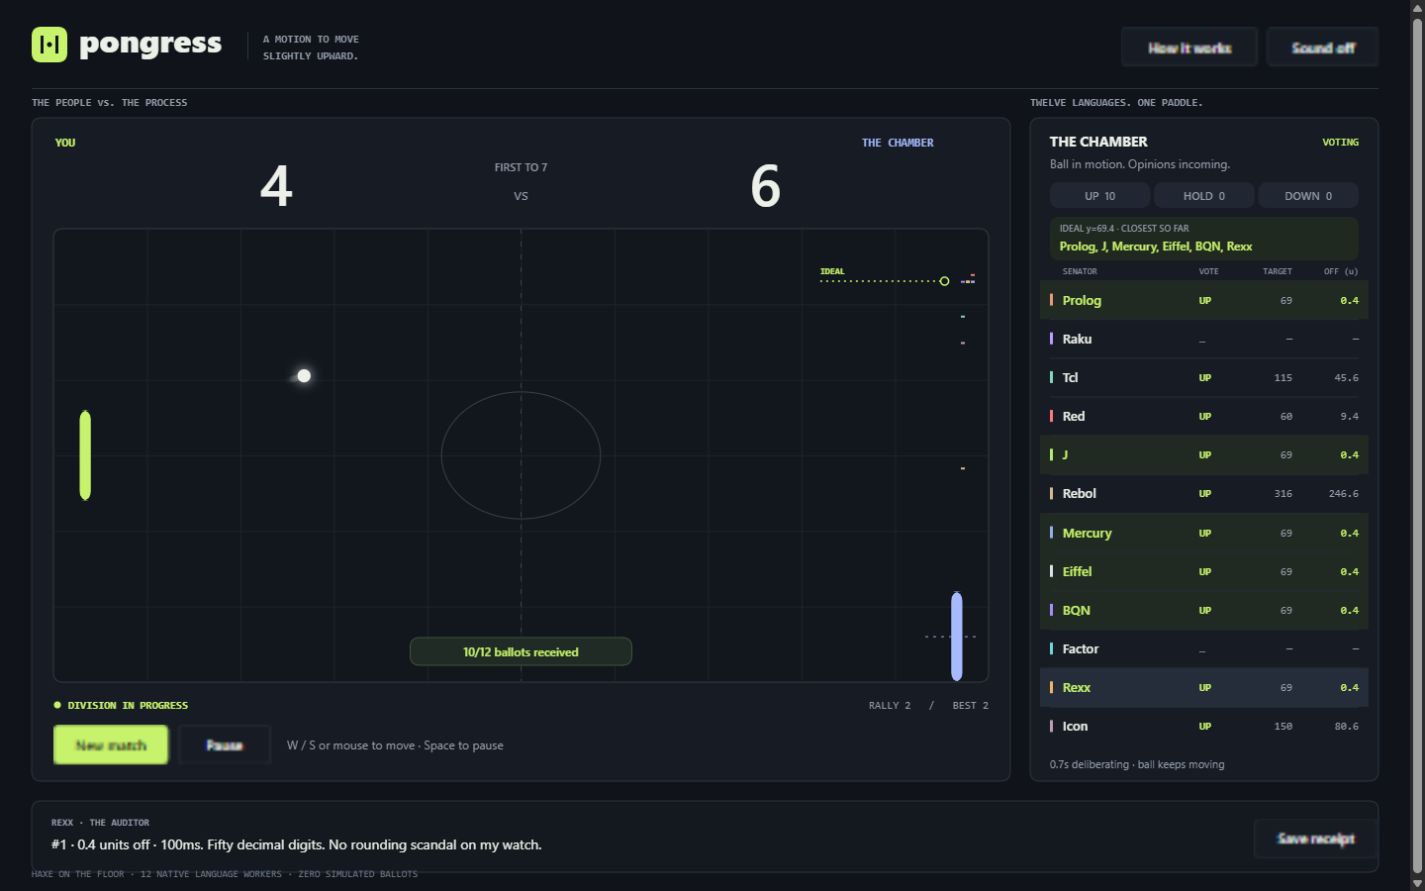 pongress
A MOTION TO MOVE
SLIGHTLY UPWARD.
How it works
Sound off
THE PEOPLE vs. THE PROCESS
TWELVE LANGUAGES. ONE PADDLE.
YOU
THE CHAMBER
4
FIRST TO 7
VS
6
IDEAL
10/12 ballots received
DIVISION IN PROGRESS
RALLY 2 / BEST 2
New match
Pause
W / S or mouse to move · Space to pause
THE CHAMBER
VOTING
Ball in motion. Opinions incoming.
UP 10
HOLD 0
DOWN 0
IDEAL y=69.4 · CLOSEST SO FAR
Prolog, J, Mercury, Eiffel, BQN, Rexx
SENATOR VOTE TARGET OFF (u)
Prolog UP 69 0.4
Raku … — —
Tcl UP 115 45.6
Red UP 60 9.4
J UP 69 0.4
Rebol UP 316 246.6
Mercury UP 69 0.4
Eiffel UP 69 0.4
BQN UP 69 0.4
Factor … — —
Rexx UP 69 0.4
Icon UP 150 80.6
0.7s deliberating · ball keeps moving
REXX · THE AUDITOR
#1 · 0.4 units off · 100ms. Fifty decimal digits. No rounding scandal on my watch.
Save receipt
HAXE ON THE FLOOR · 12 NATIVE LANGUAGE WORKERS · ZERO SIMULATED BALLOTS